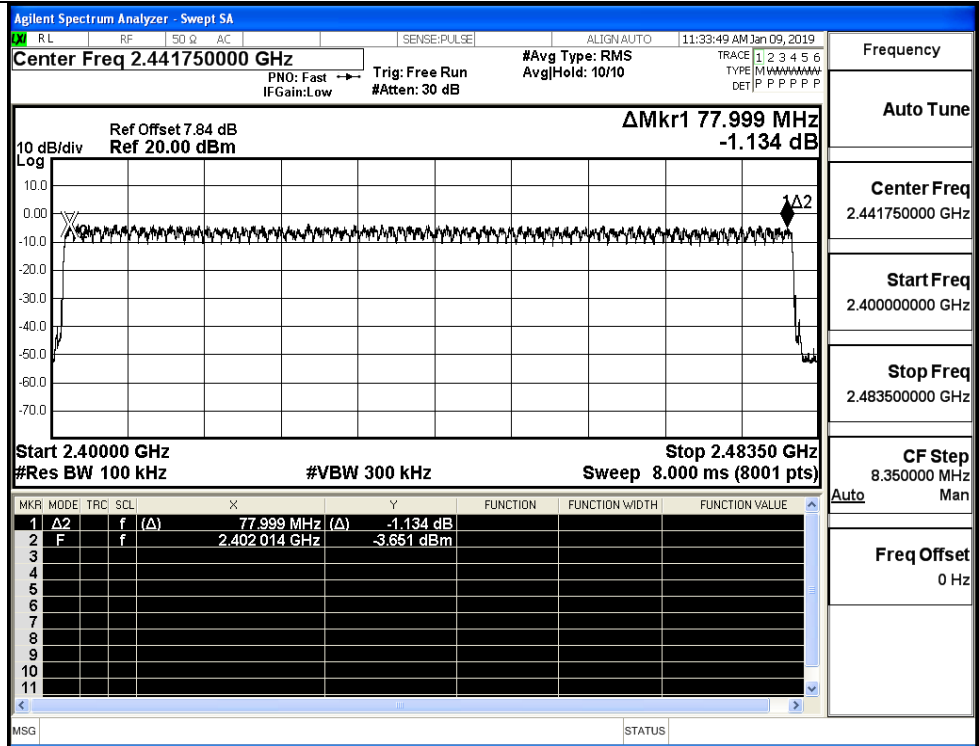 Agilent Spectrum Analyzer - Swept SA
LXI RL RF 50 Ω AC SENSE:PULSE ALIGN AUTO 11:33:49 AM Jan 09, 2019
Center Freq 2.441750000 GHz #Avg Type: RMS TRACE 1 2 3 4 5 6
PNO: Fast Trig: Free Run Avg|Hold: 10/10 TYPE M WWWWW
IFGain:Low #Atten: 30 dB DET P P P P P P
Frequency
Auto Tune
Center Freq
2.441750000 GHz
Start Freq
2.400000000 GHz
Stop Freq
2.483500000 GHz
CF Step
8.350000 MHz
Auto Man
Freq Offset
0 Hz
Ref Offset 7.84 dB ΔMkr1 77.999 MHz
10 dB/div Ref 20.00 dBm -1.134 dB
Log
10.0
0.00
-10.0
-20.0
-30.0
-40.0
-50.0
-60.0
-70.0
1Δ2
Start 2.40000 GHz Stop 2.48350 GHz
#Res BW 100 kHz #VBW 300 kHz Sweep 8.000 ms (8001 pts)
MKR MODE TRC SCL X Y FUNCTION FUNCTION WIDTH FUNCTION VALUE
1 Δ2 f (Δ) 77.999 MHz (Δ) -1.134 dB
2 F f 2.402 014 GHz -3.651 dBm
3
4
5
6
7
8
9
10
11
MSG STATUS